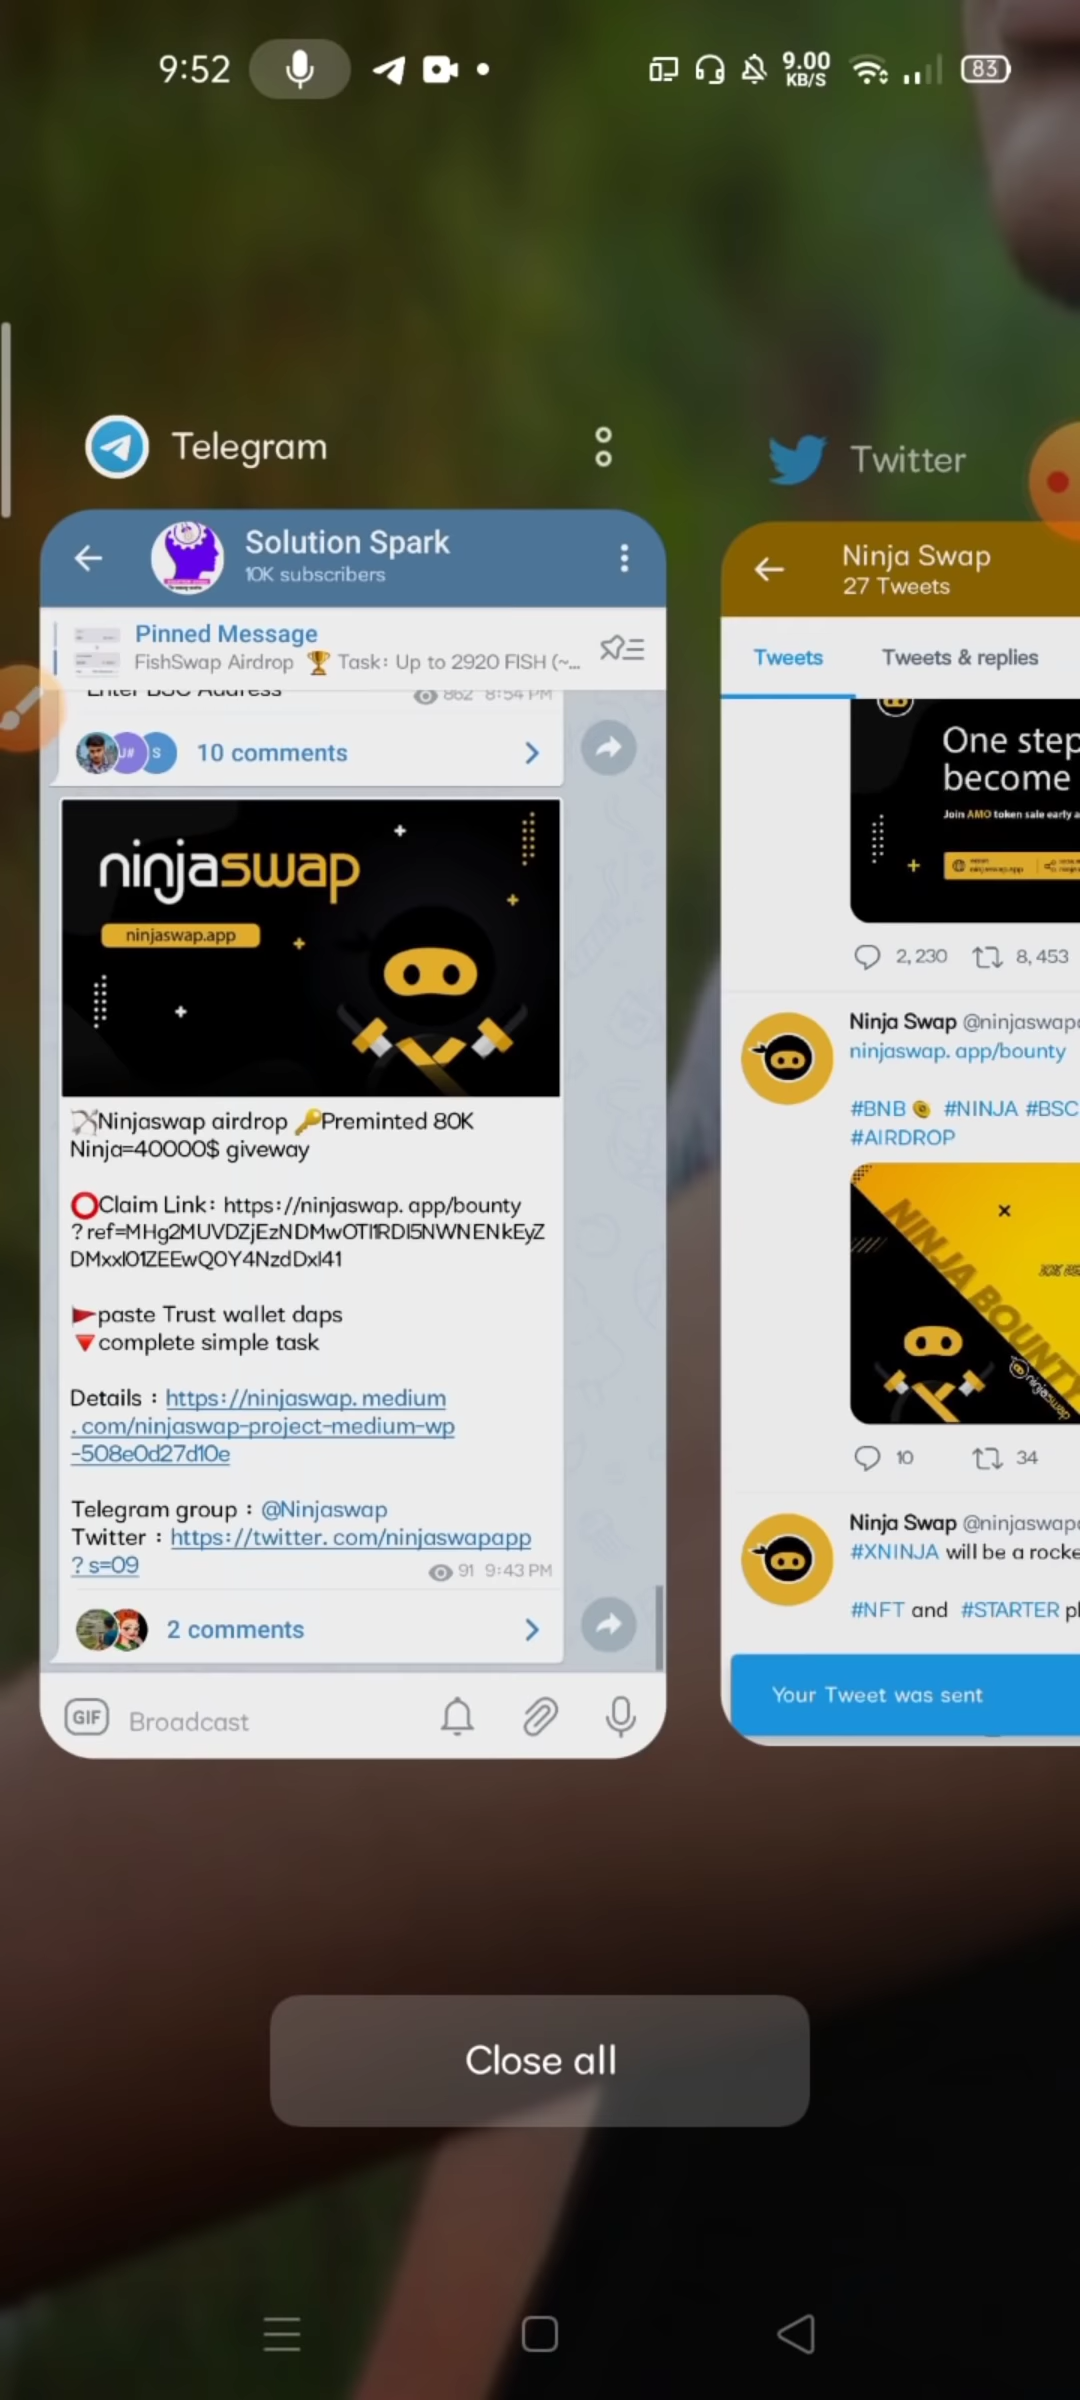 9:52
9.00
KB/S
83
Telegram
Solution Spark
10K subscribers
Pinned Message
FishSwap Airdrop 🏆 Task: Up to 2920 FISH (~...
Enter BSC Address
862 8:54 PM
J#
S
10 comments
ninjaswap
ninjaswap.app
🏹Ninjaswap airdrop 🔑Preminted 80K
Ninja=40000$ giveway
⭕Claim Link: https://ninjaswap. app/bounty
🚩paste Trust wallet daps
🔻complete simple task
Details : https://ninjaswap. medium
. com/ninjaswap-project-medium-wp
-508e0d27d10e
Telegram group : @Ninjaswap
Twitter : https://twitter. com/ninjaswapapp
? s=09
91 9:43 PM
2 comments
GIF
Broadcast
Twitter
Ninja Swap
27 Tweets
Tweets
Tweets & replies
One step
become
Join AMO token sale early
2,230
8,453
Ninja Swap @ninjaswap
ninjaswap. app/bounty
#BNB #NINJA #BSC
#AIRDROP
NINJA BOUNTY
ninjaswap
10
34
Ninja Swap @ninjaswap
#XNINJA will be a rocke
#NFT and #STARTER pl
Your Tweet was sent
Close all